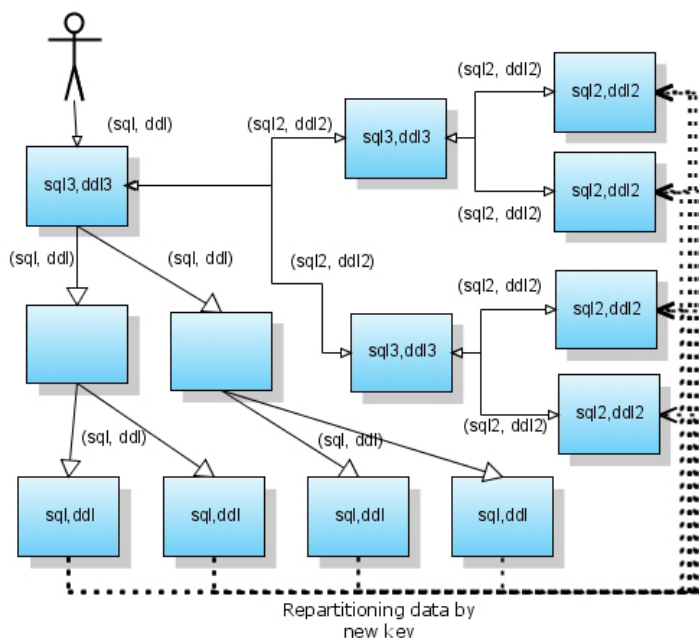 (sql, ddl)
sql3,ddl3
(sql2, ddl2)
sql3,ddl3
(sql2, ddl2)
sql2,ddl2
sql2,ddl2
(sql2, ddl2)
(sql, ddl)
(sql, ddl)
(sql2, ddl2)
sql3,ddl3
(sql2, ddl2)
sql2,ddl2
sql2,ddl2
(sql2, ddl2)
(sql, ddl)
(sql, ddl)
sql,ddl
sql,ddl
sql,ddl
sql,ddl
Repartitioning data by
new key